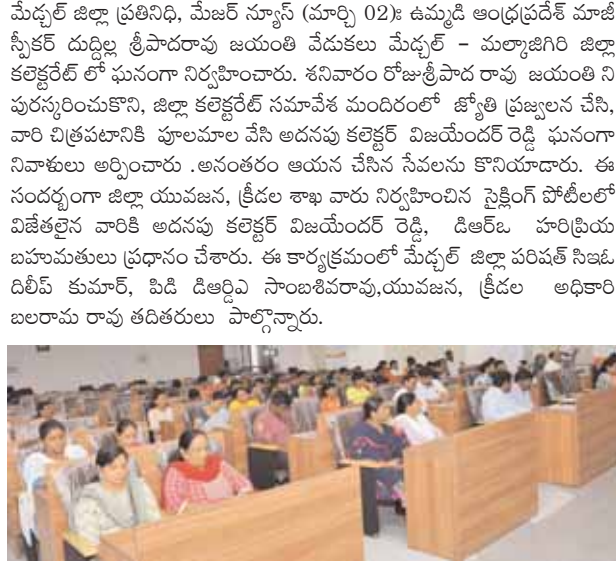 మేడ్చల్ జిల్లా ప్రతినిధి, మేజర్ న్యూస్ (మార్చి 02)ః ఉమ్మడి ఆంధ్రప్రదేశ్ మాజీ
స్పీకర్ దుద్దిల్ల శ్రీపాదరావు జయంతి వేడుకలు మేడ్చల్ – మల్కాజిగిరి జిల్లా
కలెక్టరేట్ లో ఘనంగా నిర్వహించారు. శనివారం రోజుశ్రీపాద రావు జయంతి ని
పురస్కరించుకొని, జిల్లా కలెక్టరేట్ సమావేశ మందిరంలో జ్యోతి ప్రజ్వలన చేసి,
వారి చిత్రపటానికి పూలమాల వేసి అదనపు కలెక్టర్ విజయేందర్ రెడ్డి ఘనంగా
నివాళులు అర్పించారు .అనంతరం ఆయన చేసిన సేవలను కొనియాడారు. ఈ
సందర్భంగా జిల్లా యువజన, క్రీడల శాఖ వారు నిర్వహించిన సైక్లింగ్ పోటీలలో
విజేతలైన వారికి అదనపు కలెక్టర్ విజయేందర్ రెడ్డి, డిఆర్ఒ హరిప్రియ
బహుమతులు ప్రధానం చేశారు. ఈ కార్యక్రమంలో మేడ్చల్ జిల్లా పరిషత్ సిఇఓ
దిలీప్ కుమార్, పిడి డిఆర్డిఎ సాంబశివరావు,యువజన, క్రీడల అధికారి
బలరామ రావు తదితరులు పాల్గొన్నారు.